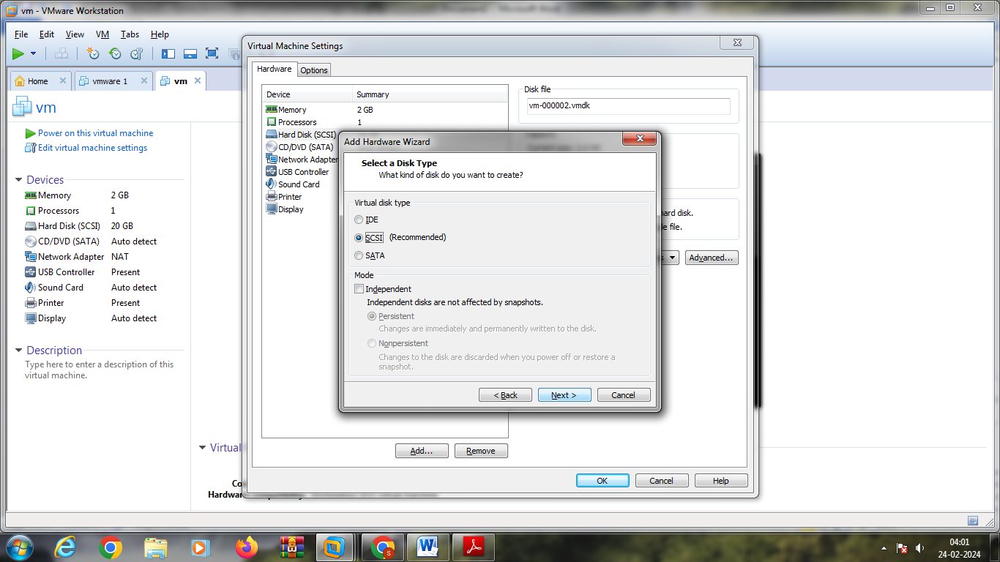 vm - VMware Workstation
File Edit View VM Tabs Help
Home vmware 1 vm
vm
Power on this virtual machine
Edit virtual machine settings
Devices
Memory 2 GB
Processors 1
Hard Disk (SCSI) 20 GB
CD/DVD (SATA) Auto detect
Network Adapter NAT
USB Controller Present
Sound Card Auto detect
Printer Present
Display Auto detect
Description
Type here to enter a description of this
virtual machine.
Virtual
Virtual Machine Settings
Hardware Options
Device Summary
Memory 2 GB
Processors 1
Hard Disk (SCSI)
CD/DVD (SATA)
Network Adapter
USB Controller
Sound Card
Printer
Display
Disk file
vm-000002.vmdk
hard disk.
file.
Advanced...
Add... Remove
OK Cancel Help
Add Hardware Wizard
Select a Disk Type
What kind of disk do you want to create?
Virtual disk type
IDE
SCSI (Recommended)
SATA
Mode
Independent
Independent disks are not affected by snapshots.
Persistent
Changes are immediately and permanently written to the disk.
Nonpersistent
Changes to the disk are discarded when you power off or restore a
snapshot.
< Back Next > Cancel
04:01
24-02-2024